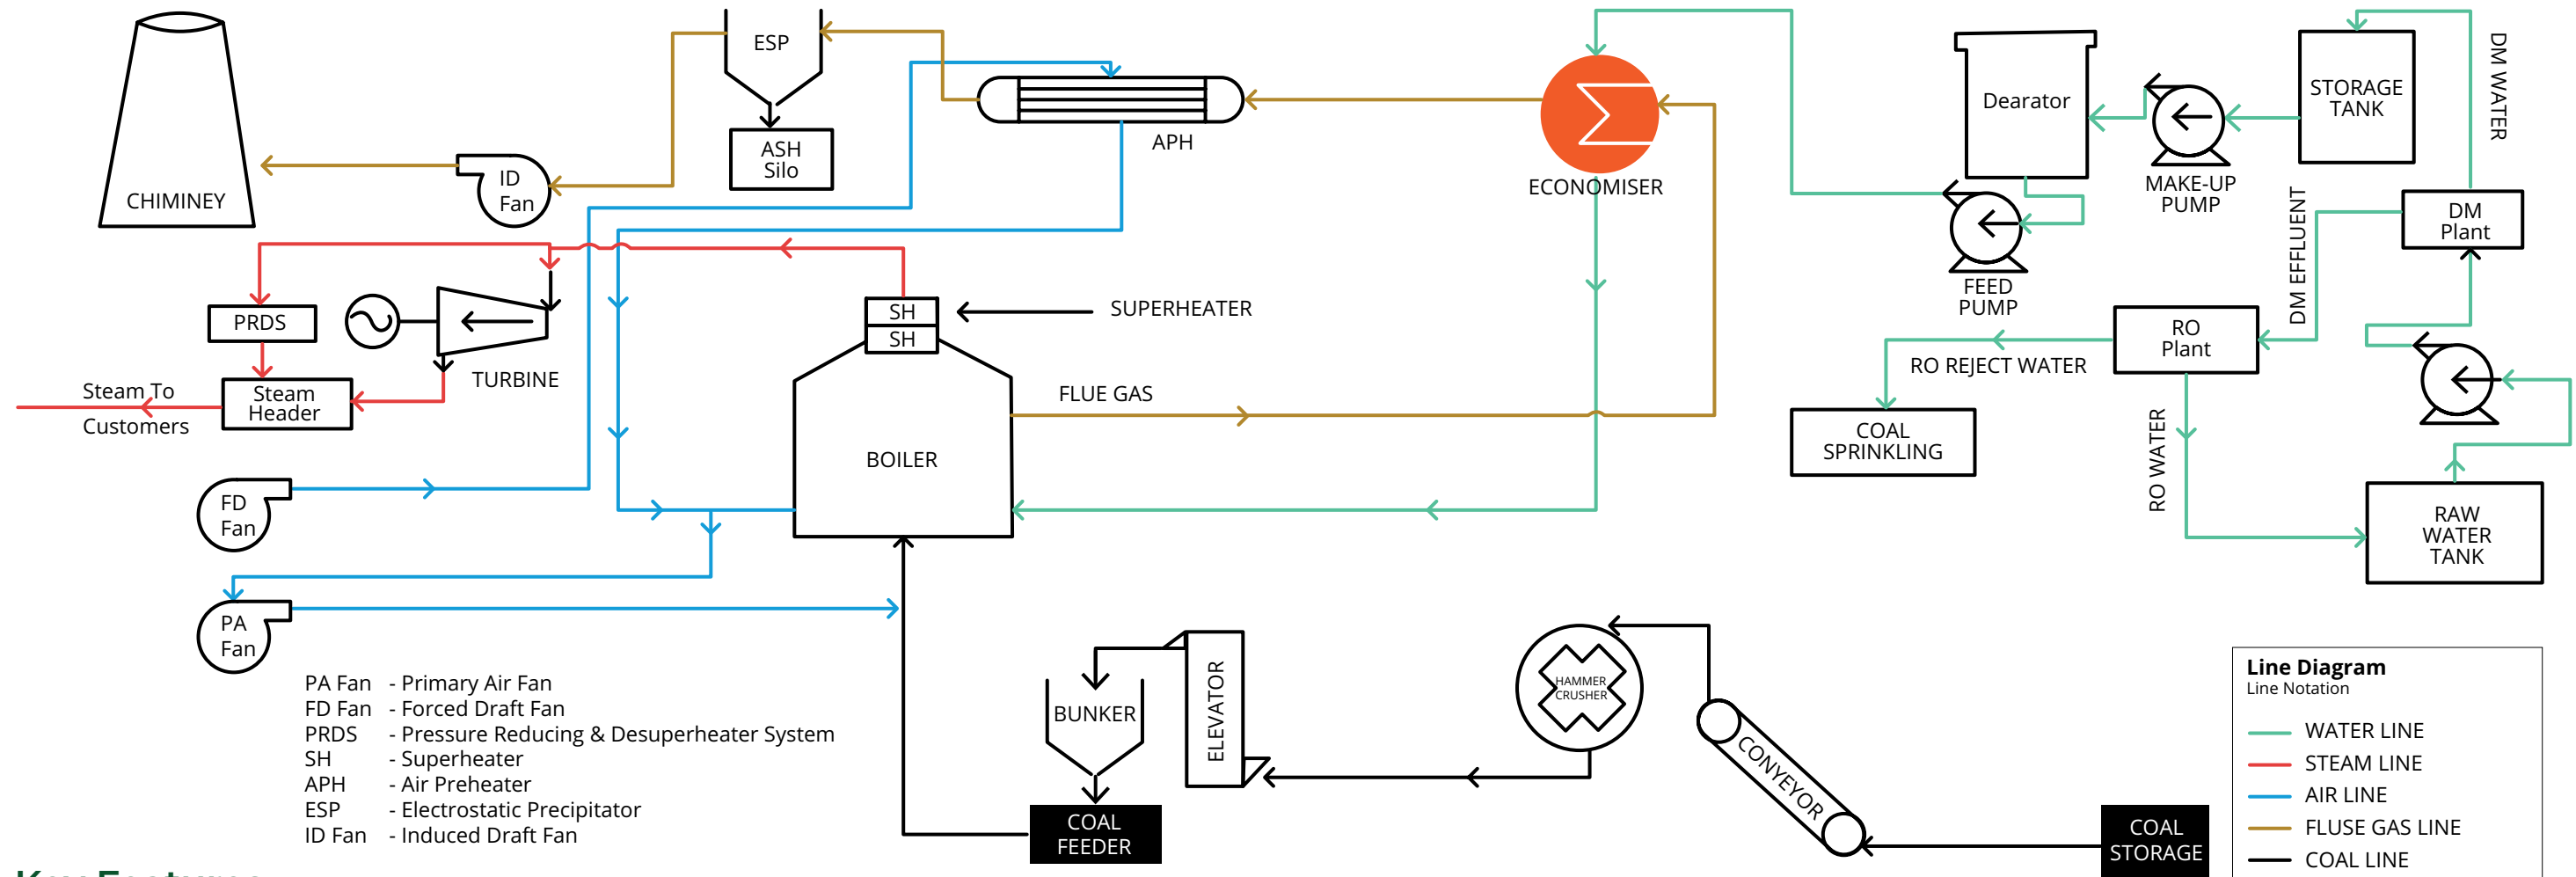 CHIMINEY
ID
Fan
ESP
ASH
Silo
APH
ECONOMISER
Dearator
FEED
PUMP
MAKE-UP
PUMP
STORAGE
TANK
DM WATER
DM
Plant
DM EFFLUENT
RO
Plant
RO REJECT WATER
COAL
SPRINKLING
RO WATER
RAW
WATER
TANK
PRDS
Steam
Header
Steam To
Customers
TURBINE
SH
SH
SUPERHEATER
FLUE GAS
BOILER
FD
Fan
PA
Fan
PA Fan - Primary Air Fan
FD Fan - Forced Draft Fan
PRDS - Pressure Reducing & Desuperheater System
SH - Superheater
APH - Air Preheater
ESP - Electrostatic Precipitator
ID Fan - Induced Draft Fan
BUNKER
ELEVATOR
COAL
FEEDER
HAMMER
CRUSHER
CONYEYOR
COAL
STORAGE
Line Diagram
Line Notation
WATER LINE
STEAM LINE
AIR LINE
FLUSE GAS LINE
COAL LINE